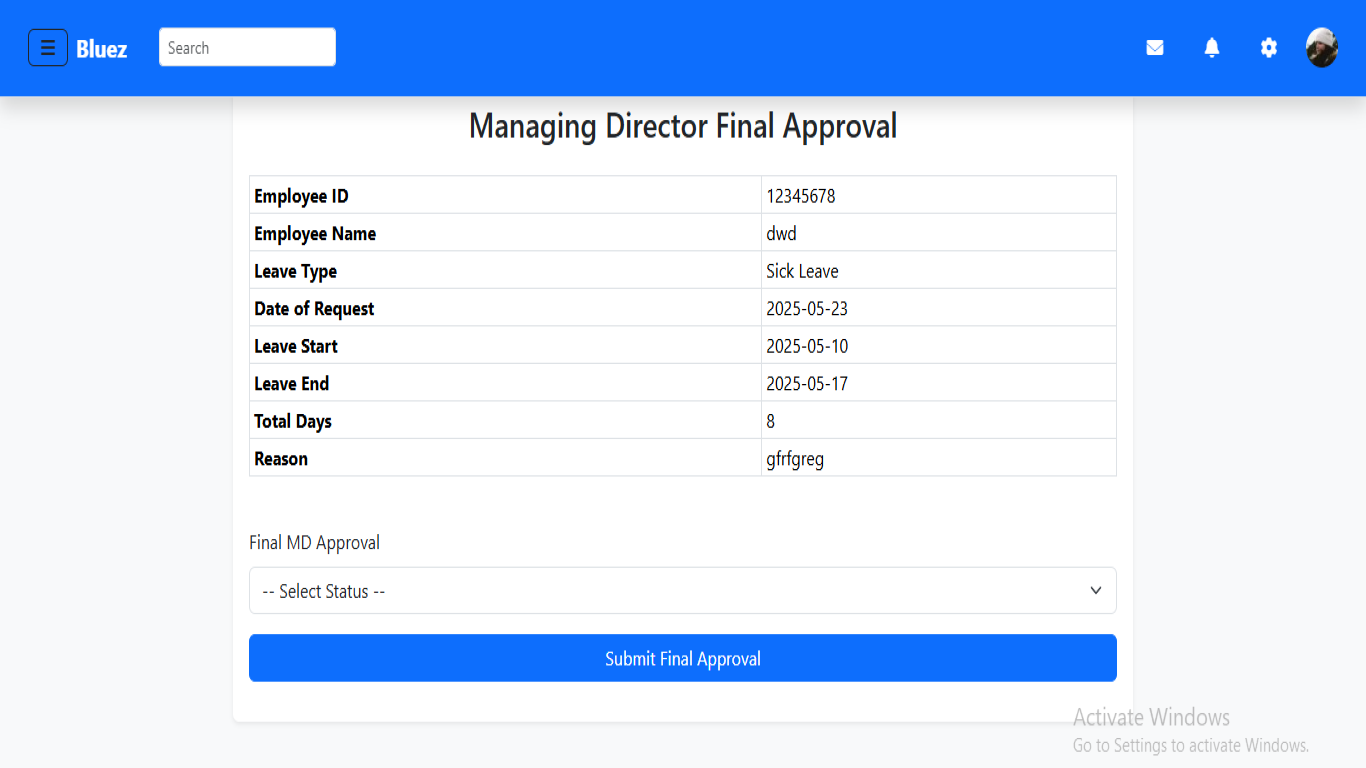 Bluez
Search
Managing Director Final Approval
Employee ID 12345678
Employee Name dwd
Leave Type Sick Leave
Date of Request 2025-05-23
Leave Start 2025-05-10
Leave End 2025-05-17
Total Days 8
Reason gfrfgreg
Final MD Approval
-- Select Status --
Submit Final Approval
Activate Windows
Go to Settings to activate Windows.